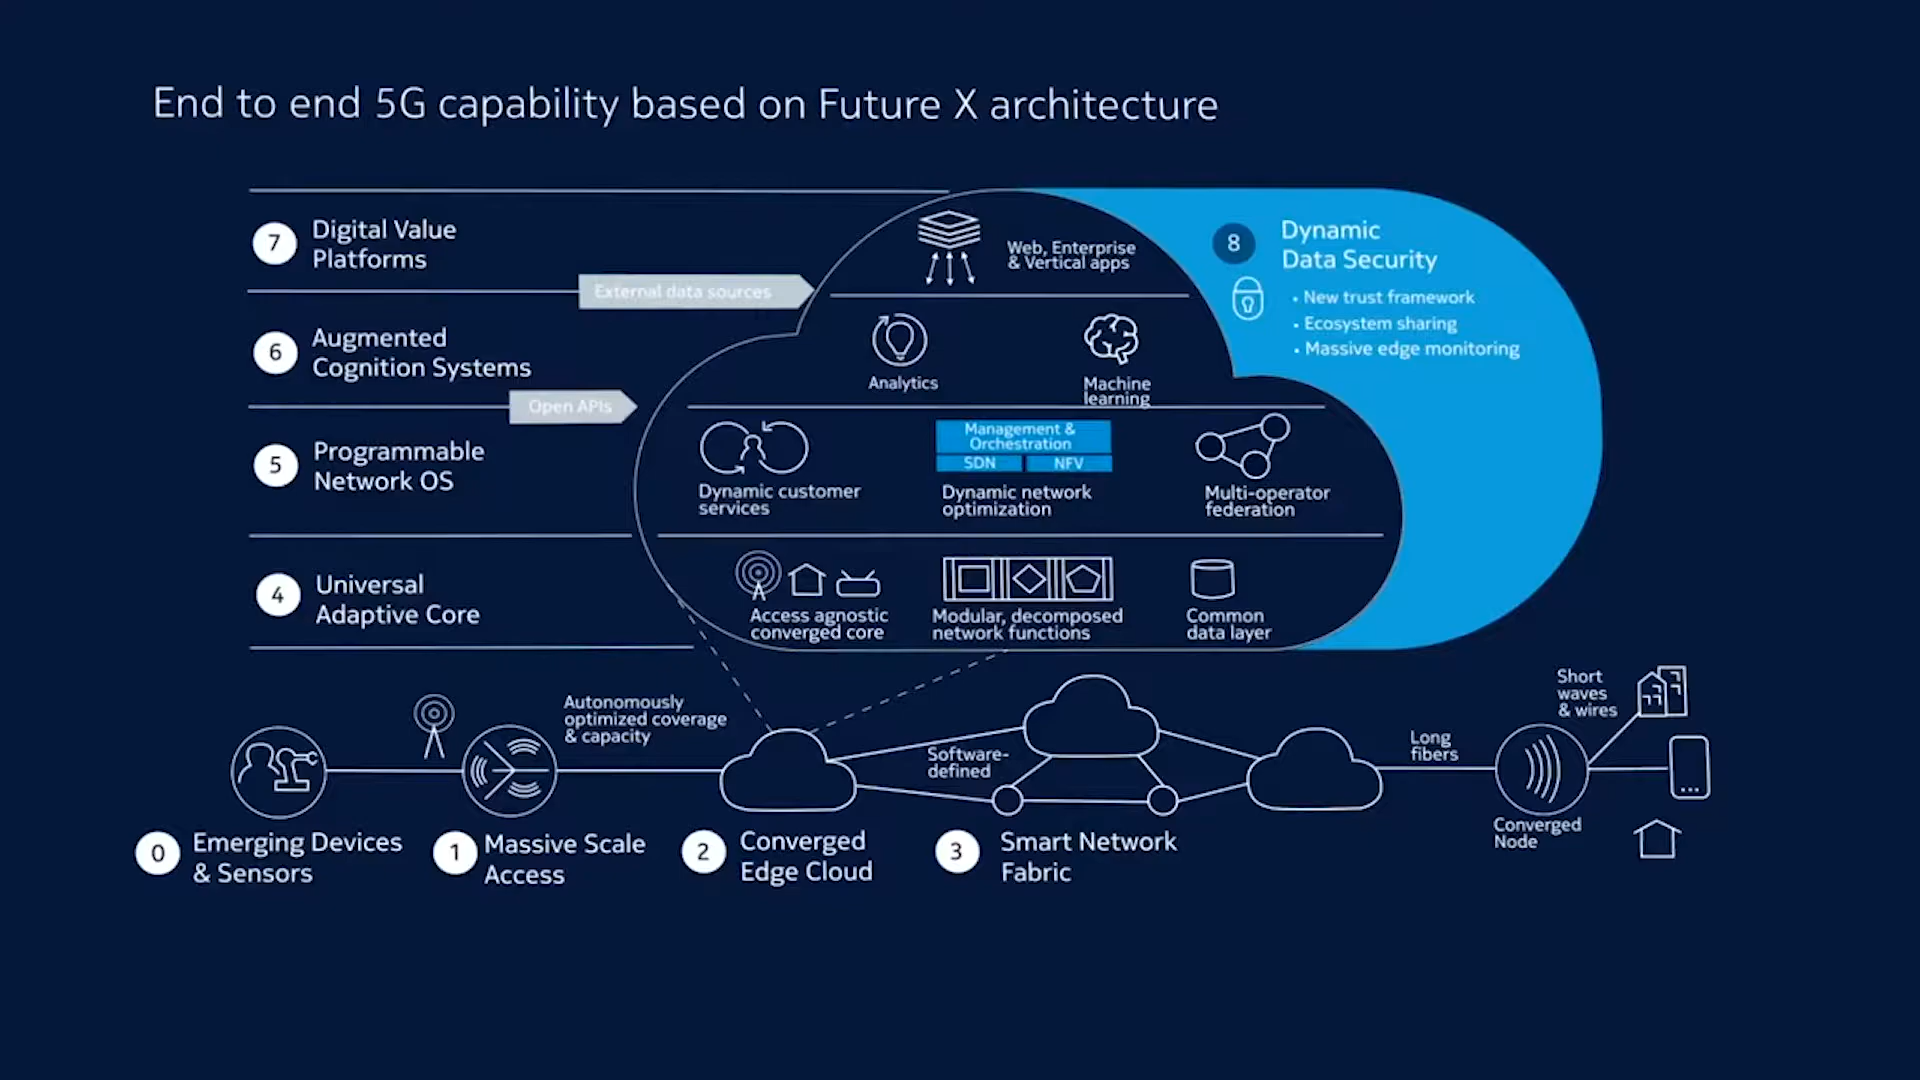 End to end 5G capability based on Future X architecture
7
Digital Value
Platforms
External data sources
6
Augmented
Cognition Systems
Open APIs
5
Programmable
Network OS
4
Universal
Adaptive Core
Web, Enterprise
& Vertical apps
Analytics
Machine
learning
Dynamic customer
services
Management &
Orchestration
SDN
NFV
Dynamic network
optimization
Multi-operator
federation
Access agnostic
converged core
Modular, decomposed
network functions
Common
data layer
8
Dynamic
Data Security
• New trust framework
• Ecosystem sharing
• Massive edge monitoring
Autonomously
optimized coverage
& capacity
Software-
defined
Long
fibers
Short
waves
& wires
Converged
Node
0
Emerging Devices
& Sensors
1
Massive Scale
Access
2
Converged
Edge Cloud
3
Smart Network
Fabric